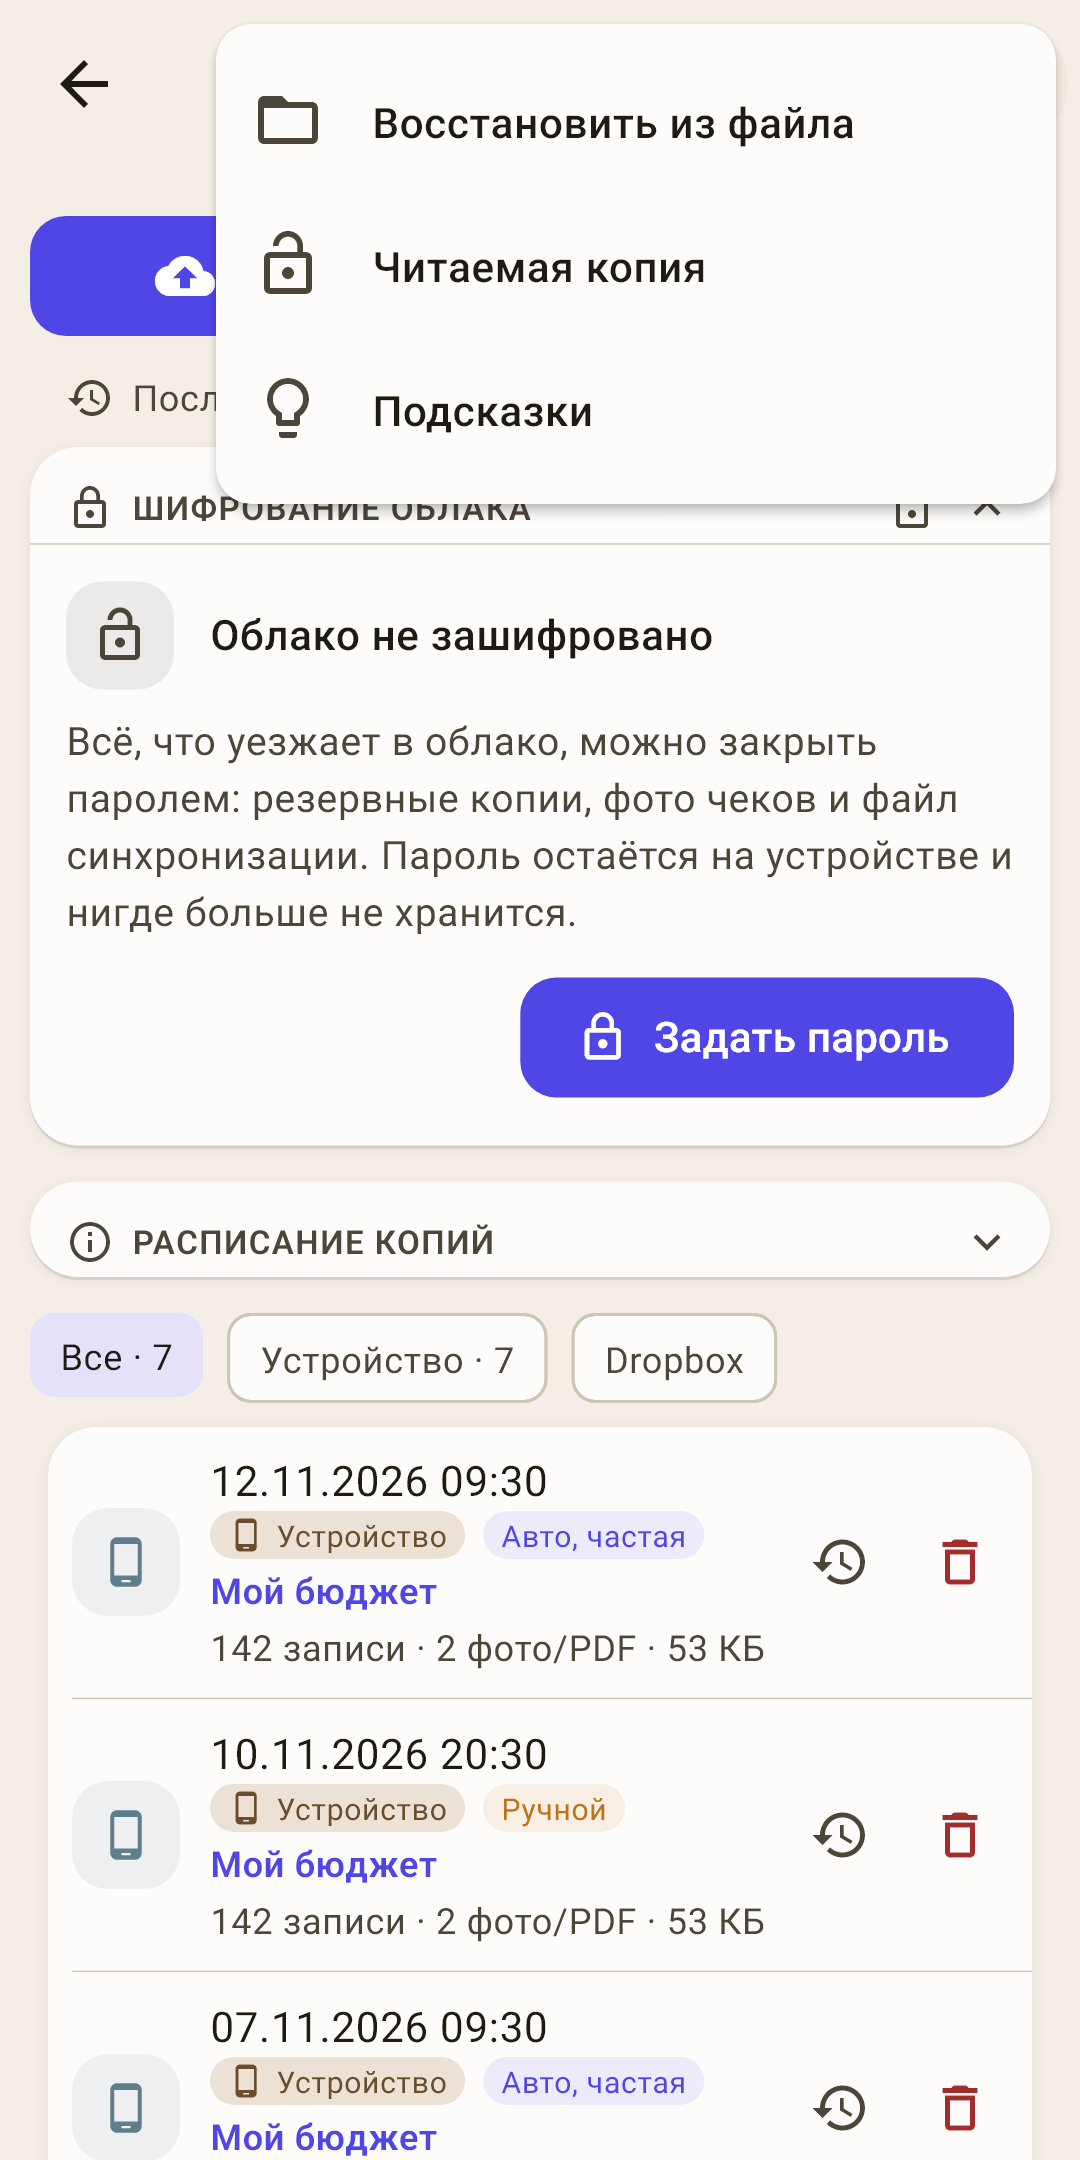 Восстановить из файла
Читаемая копия
Подсказки
ШИФРОВАНИЕ ОБЛАКА
Облако не зашифровано
Всё, что уезжает в облако, можно закрыть
паролем: резервные копии, фото чеков и файл
синхронизации. Пароль остаётся на устройстве и
нигде больше не хранится.
Задать пароль
РАСПИСАНИЕ КОПИЙ
Все · 7 Устройство · 7 Dropbox
12.11.2026 09:30
Устройство Авто, частая
Мой бюджет
142 записи · 2 фото/PDF · 53 КБ
10.11.2026 20:30
Устройство Ручной
Мой бюджет
142 записи · 2 фото/PDF · 53 КБ
07.11.2026 09:30
Устройство Авто, частая
Мой бюджет